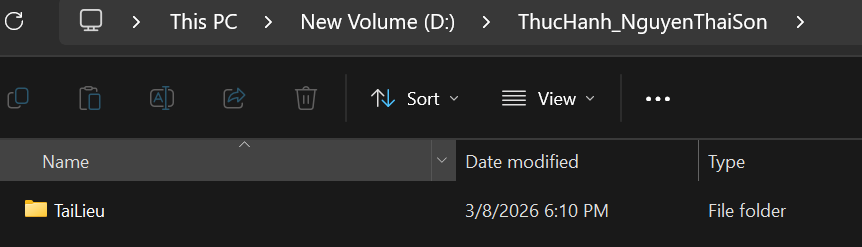 This PC > New Volume (D:) > ThucHanh_NguyenThaiSon >
Sort View ...
Name Date modified Type
TaiLieu 3/8/2026 6:10 PM File folder